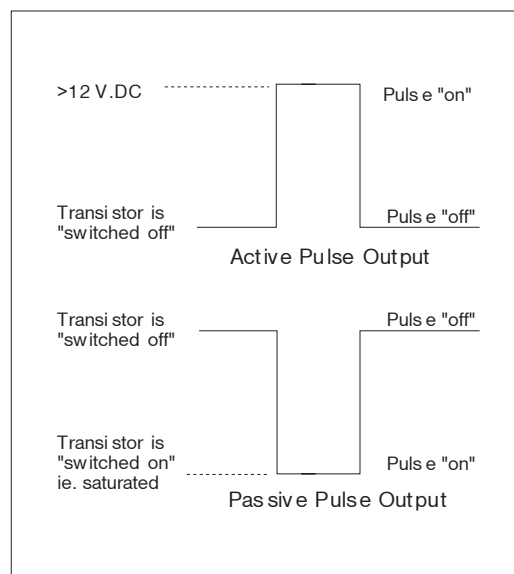 >12 V.DC
Pulse "on"
Transistor is
"switched off"
Pulse "off"
Active Pulse Output
Transistor is
"switched off"
Pulse "off"
Transistor is
"switched on"
ie. saturated
Pulse "on"
Passive Pulse Output